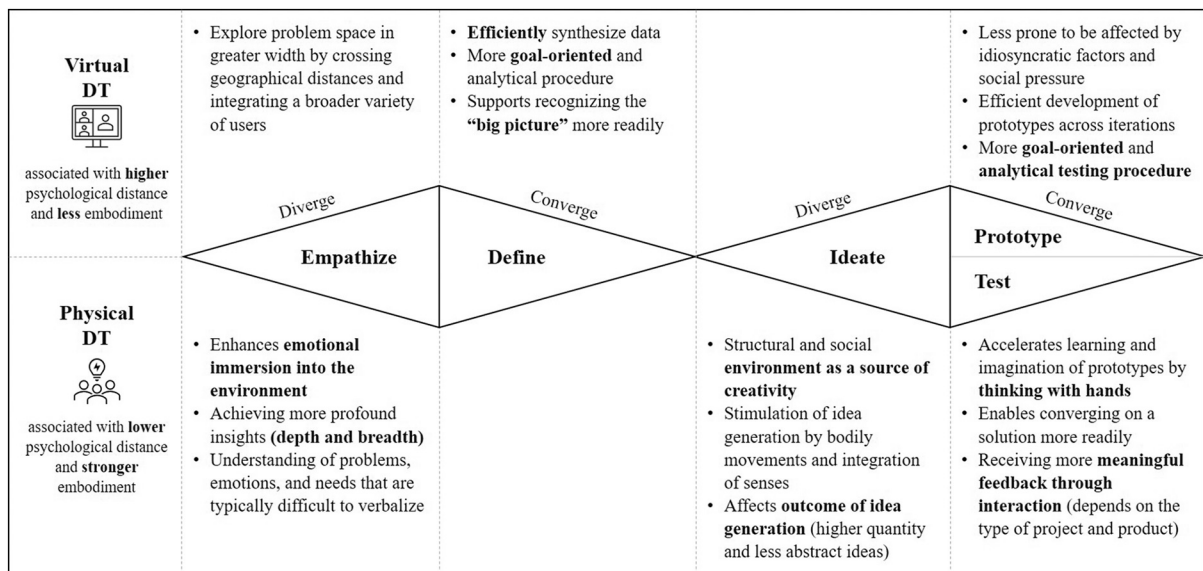 Virtual
DT
associated with higher
psychological distance
and less embodiment
• Explore problem space in
greater width by crossing
geographical distances and
integrating a broader variety
of users
• Efficiently synthesize data
• More goal-oriented and
analytical procedure
• Supports recognizing the
“big picture” more readily
• Less prone to be affected by
idiosyncratic factors and
social pressure
• Efficient development of
prototypes across iterations
• More goal-oriented and
analytical testing procedure
Diverge
Converge
Diverge
Converge
Empathize
Define
Ideate
Prototype
Test
Physical
DT
associated with lower
psychological distance
and stronger
embodiment
• Enhances emotional
immersion into the
environment
• Achieving more profound
insights (depth and breadth)
• Understanding of problems,
emotions, and needs that are
typically difficult to verbalize
• Structural and social
environment as a source of
creativity
• Stimulation of idea
generation by bodily
movements and integration
of senses
• Affects outcome of idea
generation (higher quantity
and less abstract ideas)
• Accelerates learning and
imagination of prototypes by
thinking with hands
• Enables converging on a
solution more readily
• Receiving more meaningful
feedback through
interaction (depends on the
type of project and product)